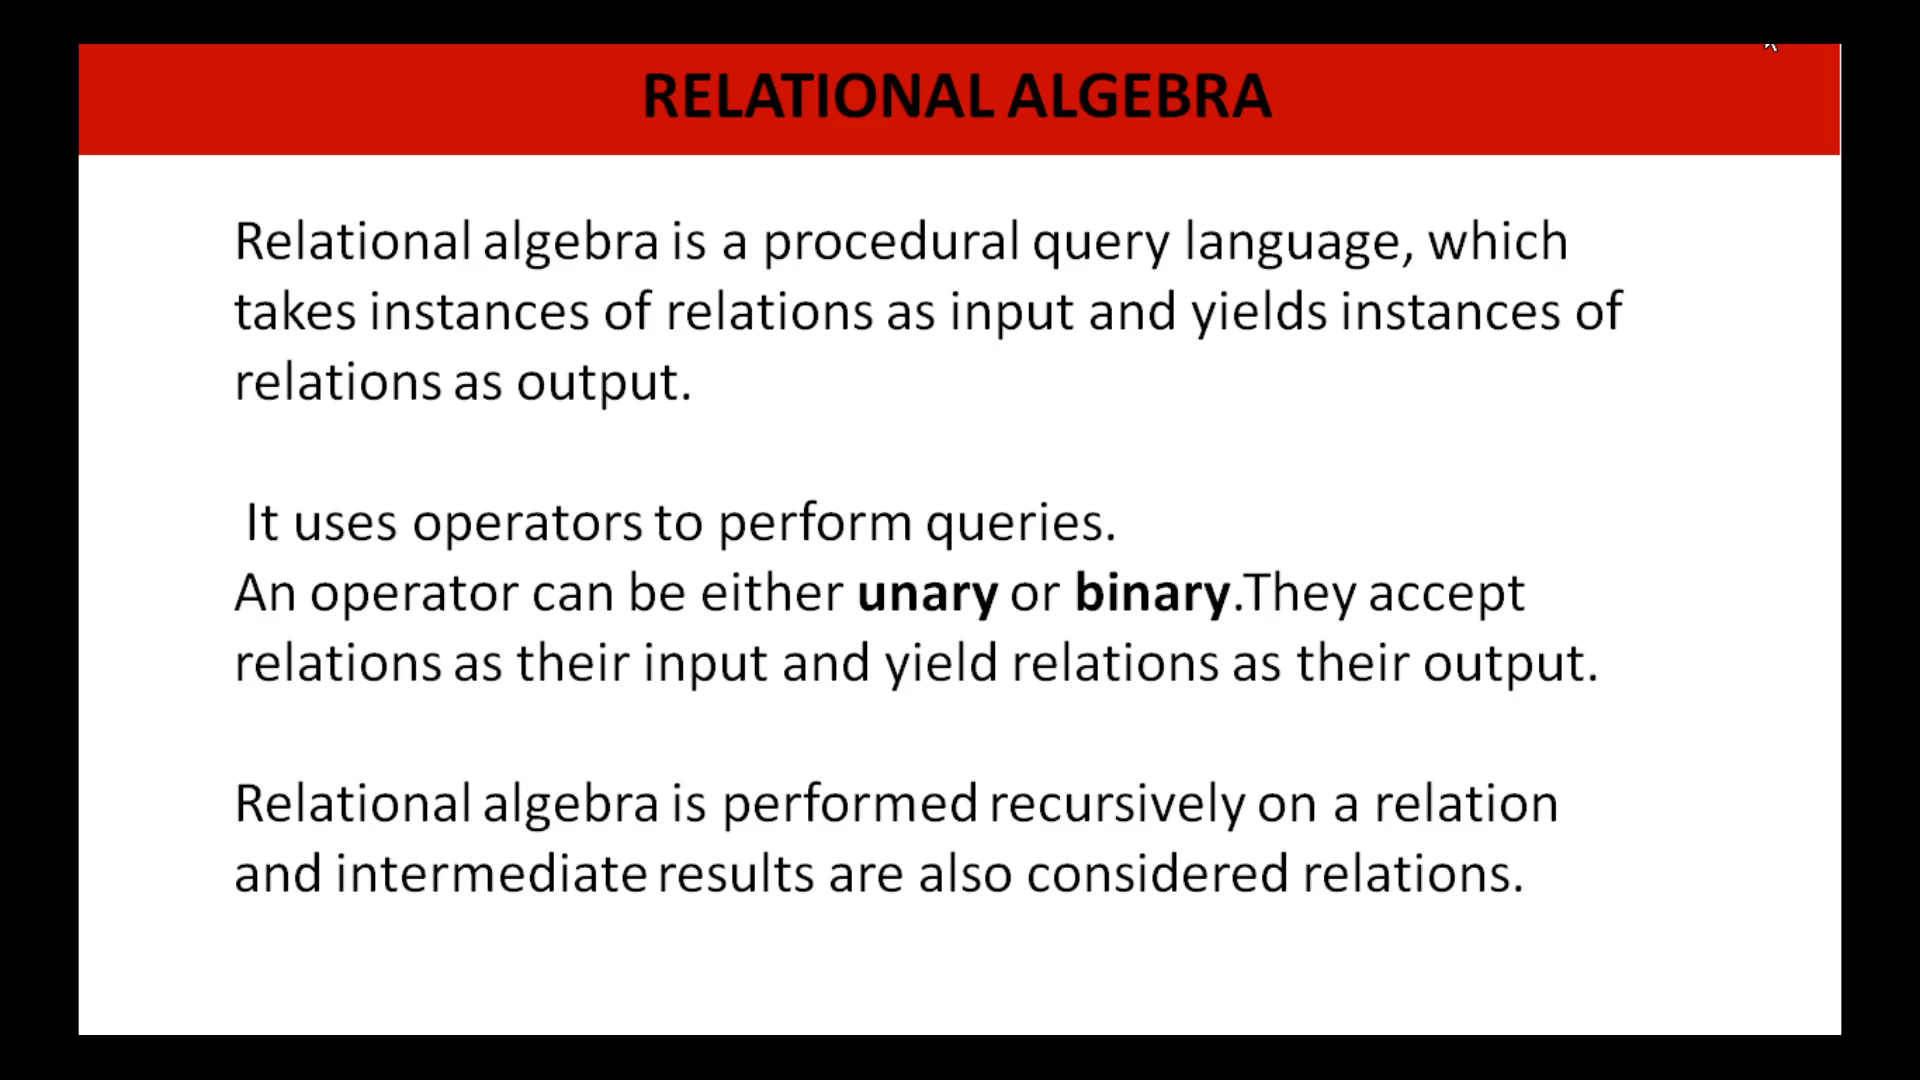 RELATIONAL ALGEBRA
Relational algebra is a procedural query language, which
takes instances of relations as input and yields instances of
relations as output.
It uses operators to perform queries.
An operator can be either unary or binary.They accept
relations as their input and yield relations as their output.
Relational algebra is performed recursively on a relation
and intermediate results are also considered relations.